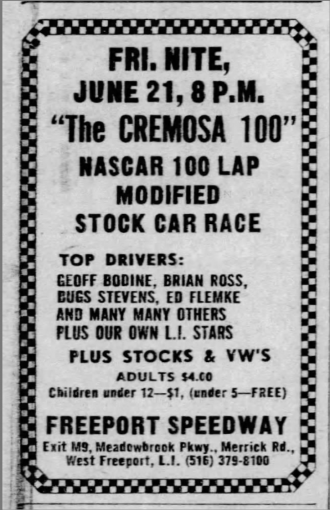 FRI. NITE,
JUNE 21, 8 P.M.
“The CREMOSA 100”
NASCAR 100 LAP
MODIFIED
STOCK CAR RACE
TOP DRIVERS:
GEOFF BODINE, BRIAN ROSS,
BUGS STEVENS, ED FLEMKE
AND MANY MANY OTHERS
PLUS OUR OWN L.I. STARS
PLUS STOCKS & VW'S
ADULTS $4.00
Children under 12—$1, (under 5—FREE)
FREEPORT SPEEDWAY
Exit M9, Meadowbrook Pkwy., Merrick Rd.,
West Freeport, L.I. (516) 379-8100